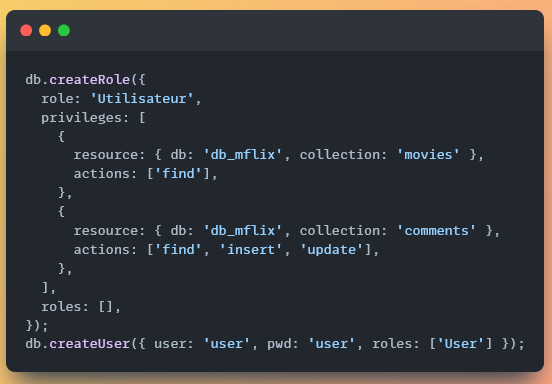 db.createRole({
  role: 'Utilisateur',
  privileges: [
    {
      resource: { db: 'db_mflix', collection: 'movies' },
      actions: ['find'],
    },
    {
      resource: { db: 'db_mflix', collection: 'comments' },
      actions: ['find', 'insert', 'update'],
    },
  ],
  roles: [],
});
db.createUser({ user: 'user', pwd: 'user', roles: ['User'] });